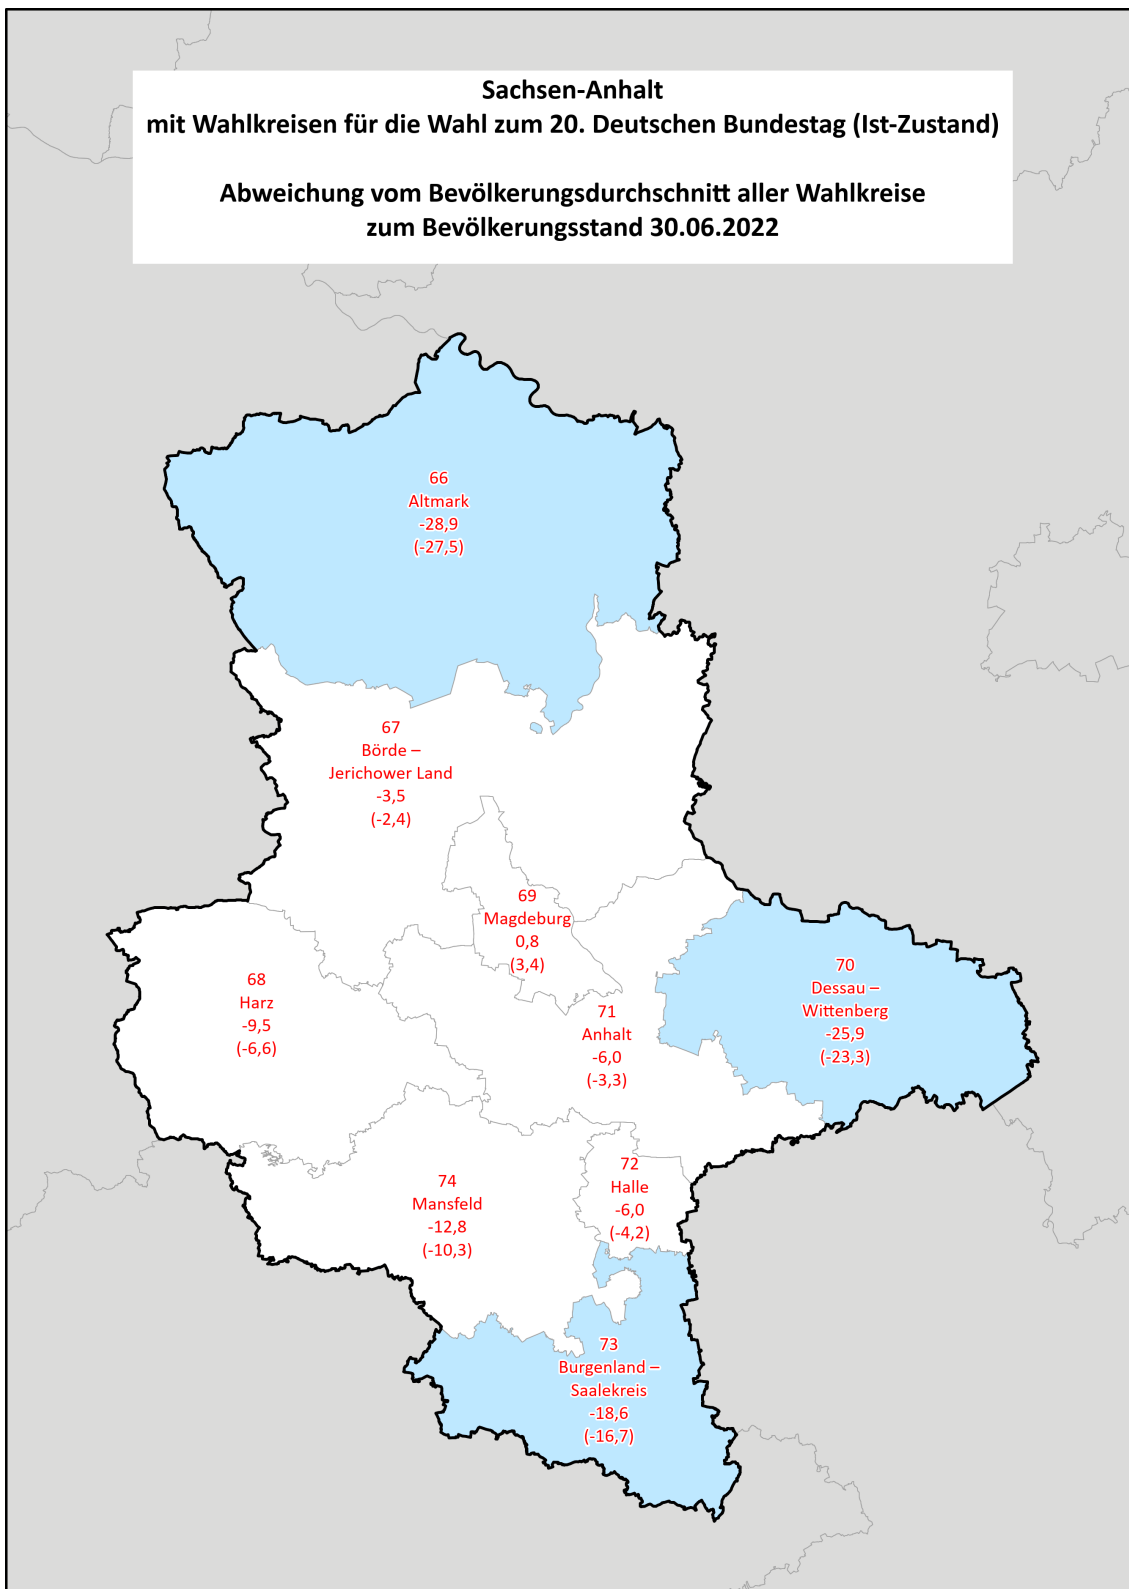 Sachsen-Anhalt
mit Wahlkreisen für die Wahl zum 20. Deutschen Bundestag (Ist-Zustand)
Abweichung vom Bevölkerungsdurchschnitt aller Wahlkreise
zum Bevölkerungsstand 30.06.2022
66
Altmark
-28,9
(-27,5)
67
Börde –
Jerichower Land
-3,5
(-2,4)
69
Magdeburg
0,8
(3,4)
68
Harz
-9,5
(-6,6)
70
Dessau –
Wittenberg
-25,9
(-23,3)
71
Anhalt
-6,0
(-3,3)
72
Halle
-6,0
(-4,2)
74
Mansfeld
-12,8
(-10,3)
73
Burgenland –
Saalekreis
-18,6
(-16,7)